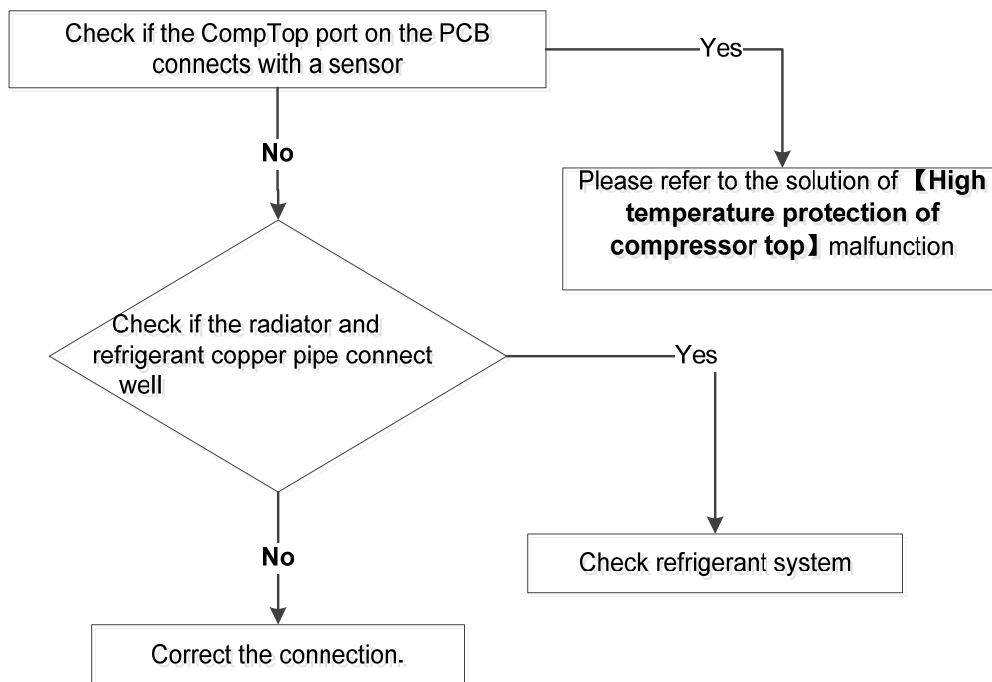 Check if the CompTop port on the PCB
connects with a sensor
Yes
No
Please refer to the solution of 【High
temperature protection of
compressor top】 malfunction
Check if the radiator and
refrigerant copper pipe connect
well
Yes
No
Check refrigerant system
Correct the connection.